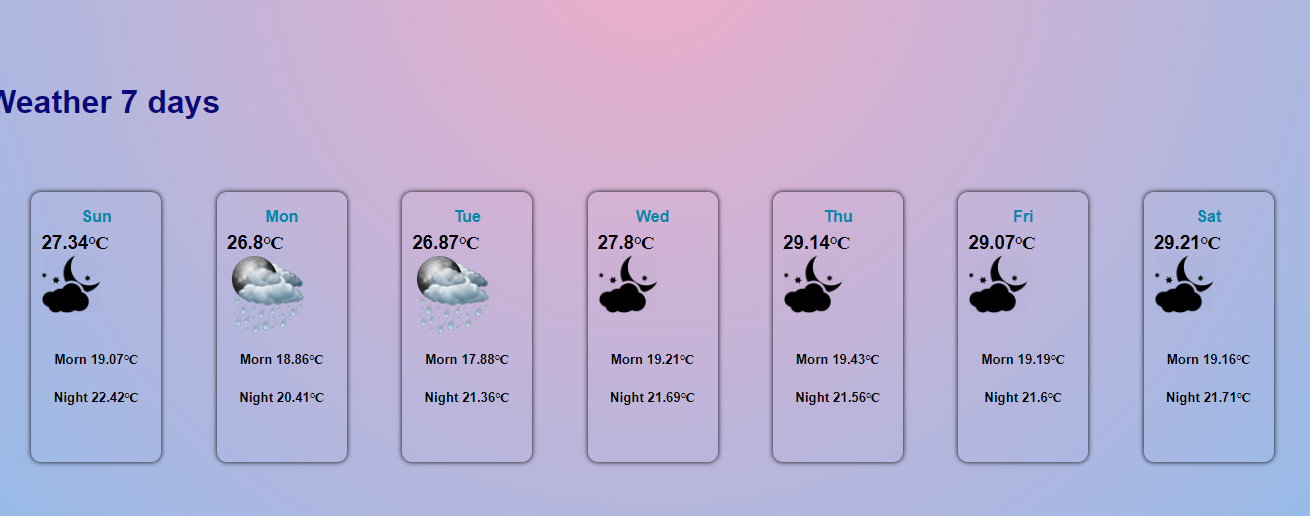 Weather 7 days
Sun
27.34°C
Morn 19.07°C
Night 22.42°C
Mon
26.8°C
Morn 18.86°C
Night 20.41°C
Tue
26.87°C
Morn 17.88°C
Night 21.36°C
Wed
27.8°C
Morn 19.21°C
Night 21.69°C
Thu
29.14°C
Morn 19.43°C
Night 21.56°C
Fri
29.07°C
Morn 19.19°C
Night 21.6°C
Sat
29.21°C
Morn 19.16°C
Night 21.71°C